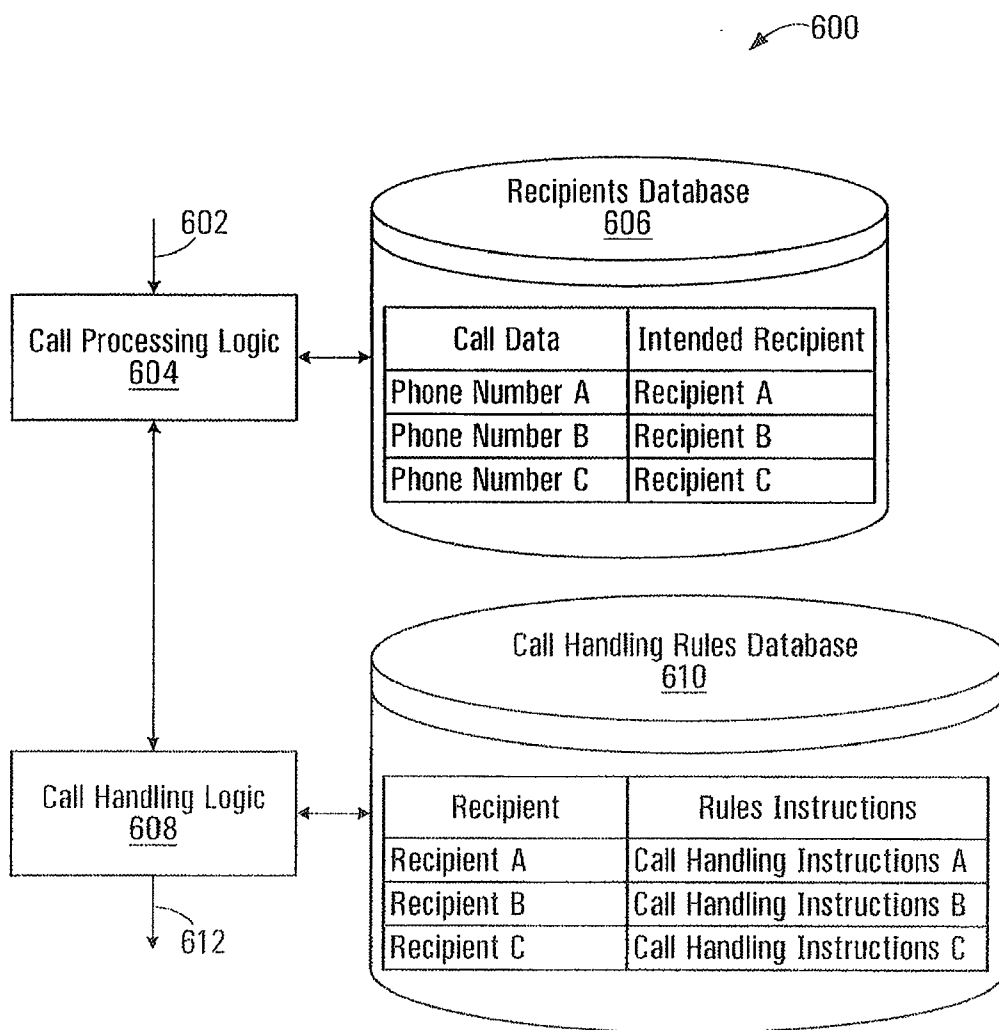 600
Recipients Database
606
602
Call Processing Logic
604
Call Data Intended Recipient
Phone Number A Recipient A
Phone Number B Recipient B
Phone Number C Recipient C
Call Handling Rules Database
610
Call Handling Logic
608
Recipient Rules Instructions
Recipient A Call Handling Instructions A
Recipient B Call Handling Instructions B
Recipient C Call Handling Instructions C
612